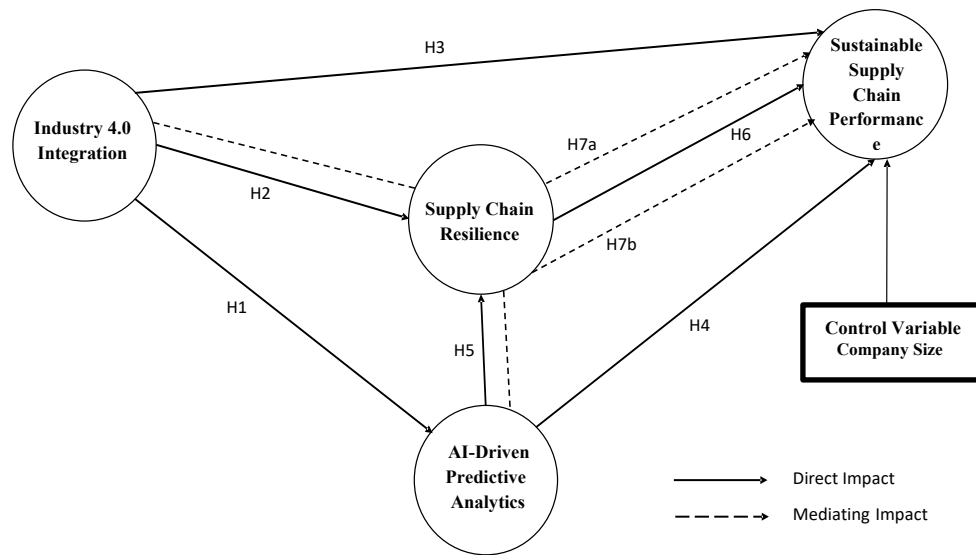 Sustainable
Supply
Chain
Performanc
e
H3
Industry 4.0
Integration
H7a
H6
H2
Supply Chain
Resilience
H7b
H1
H4
Control Variable
Company Size
H5
AI-Driven
Predictive
Analytics
Direct Impact
Mediating Impact